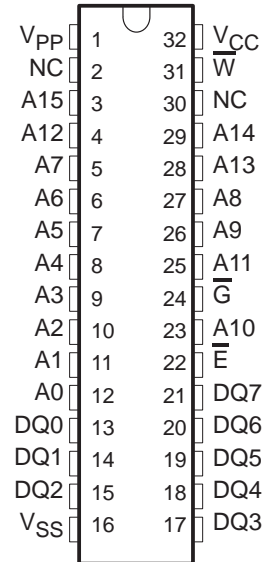 VPP 1 32 VCC
NC 2 31 W̅
A15 3 30 NC
A12 4 29 A14
A7 5 28 A13
A6 6 27 A8
A5 7 26 A9
A4 8 25 A11
A3 9 24 G̅
A2 10 23 A10
A1 11 22 E̅
A0 12 21 DQ7
DQ0 13 20 DQ6
DQ1 14 19 DQ5
DQ2 15 18 DQ4
VSS 16 17 DQ3